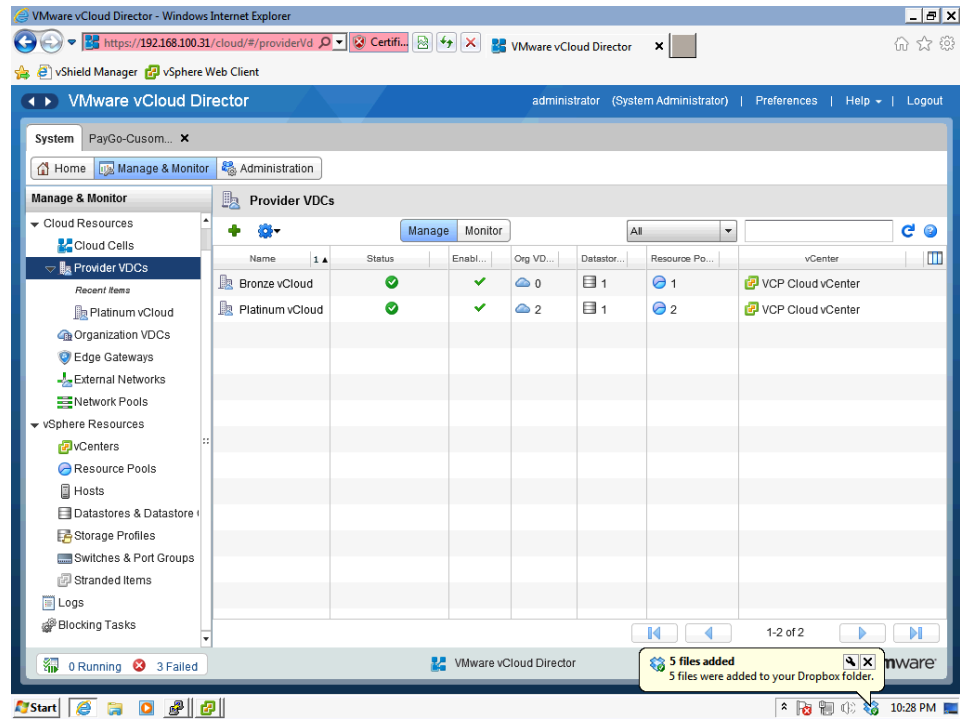 VMware vCloud Director - Windows Internet Explorer
https://192.168.100.31/cloud/#/providerVd
Certifi...
VMware vCloud Director
vShield Manager vSphere Web Client
VMware vCloud Director
administrator (System Administrator) | Preferences | Help | Logout
System PayGo-Cusom...
Home Manage & Monitor Administration
Manage & Monitor
Cloud Resources
Cloud Cells
Provider VDCs
Recent Items
Platinum vCloud
Organization VDCs
Edge Gateways
External Networks
Network Pools
vSphere Resources
vCenters
Resource Pools
Hosts
Datastores & Datastore
Storage Profiles
Switches & Port Groups
Stranded Items
Logs
Blocking Tasks
Provider VDCs
Manage Monitor All
Name 1 Status Enabl... Org VD... Datastor... Resource Po... vCenter
Bronze vCloud 0 1 1 VCP Cloud vCenter
Platinum vCloud 2 1 2 VCP Cloud vCenter
1-2 of 2
0 Running 3 Failed
VMware vCloud Director
mware
5 files added
5 files were added to your Dropbox folder.
Start
10:28 PM